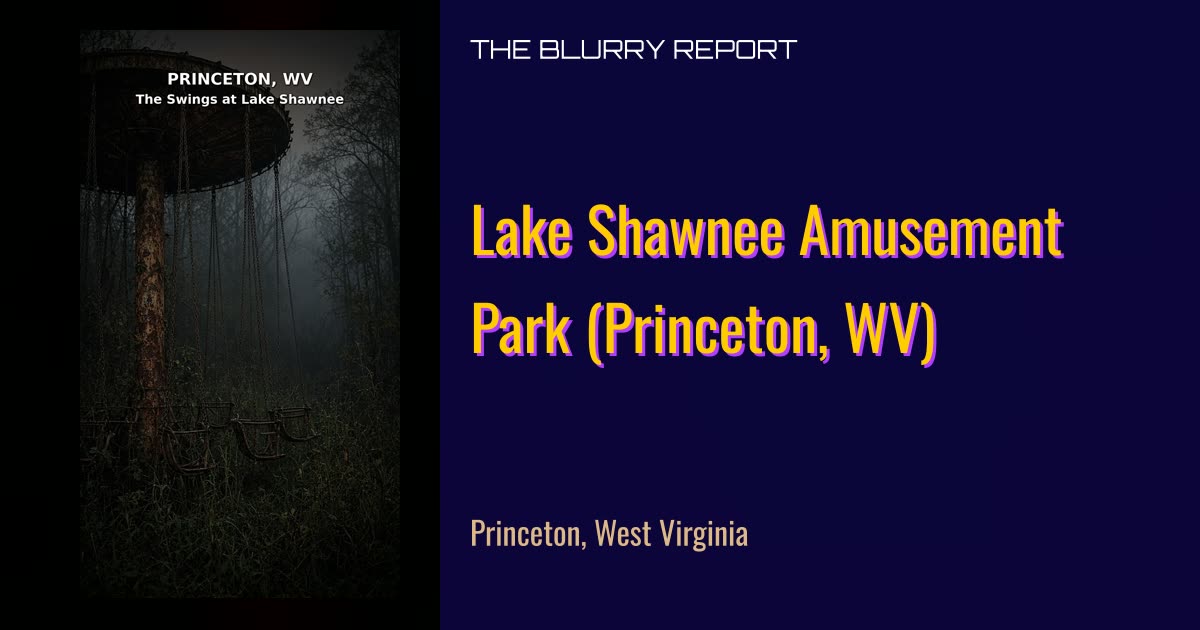 PRINCETON, WV
The Swings at Lake Shawnee
THE BLURRY REPORT
Lake Shawnee Amusement
Park (Princeton, WV)
Princeton, West Virginia